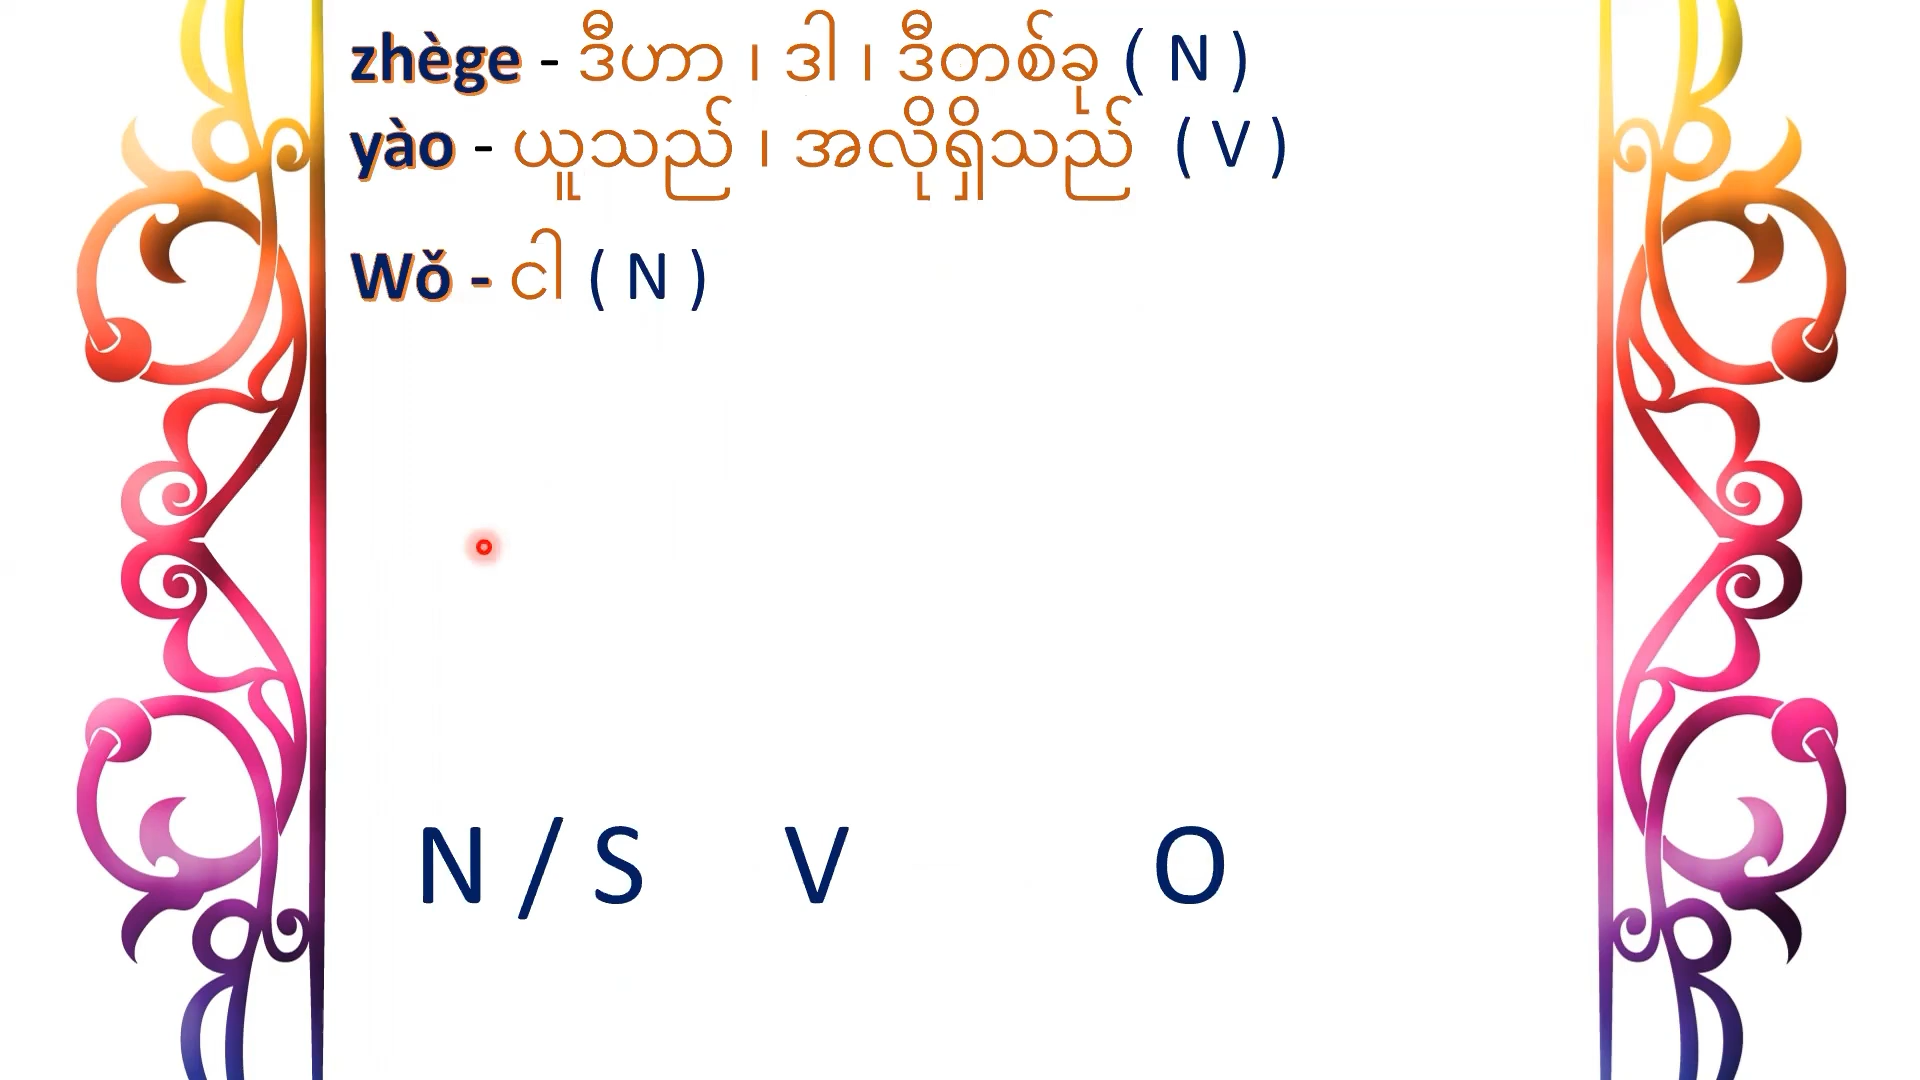 zhège - ဒီဟာ ၊ ဒါ ၊ ဒီတစ်ခု ( N )
yào - ယူသည် ၊ အလိုရှိသည် ( V )
Wǒ - ငါ ( N )
N / S V O